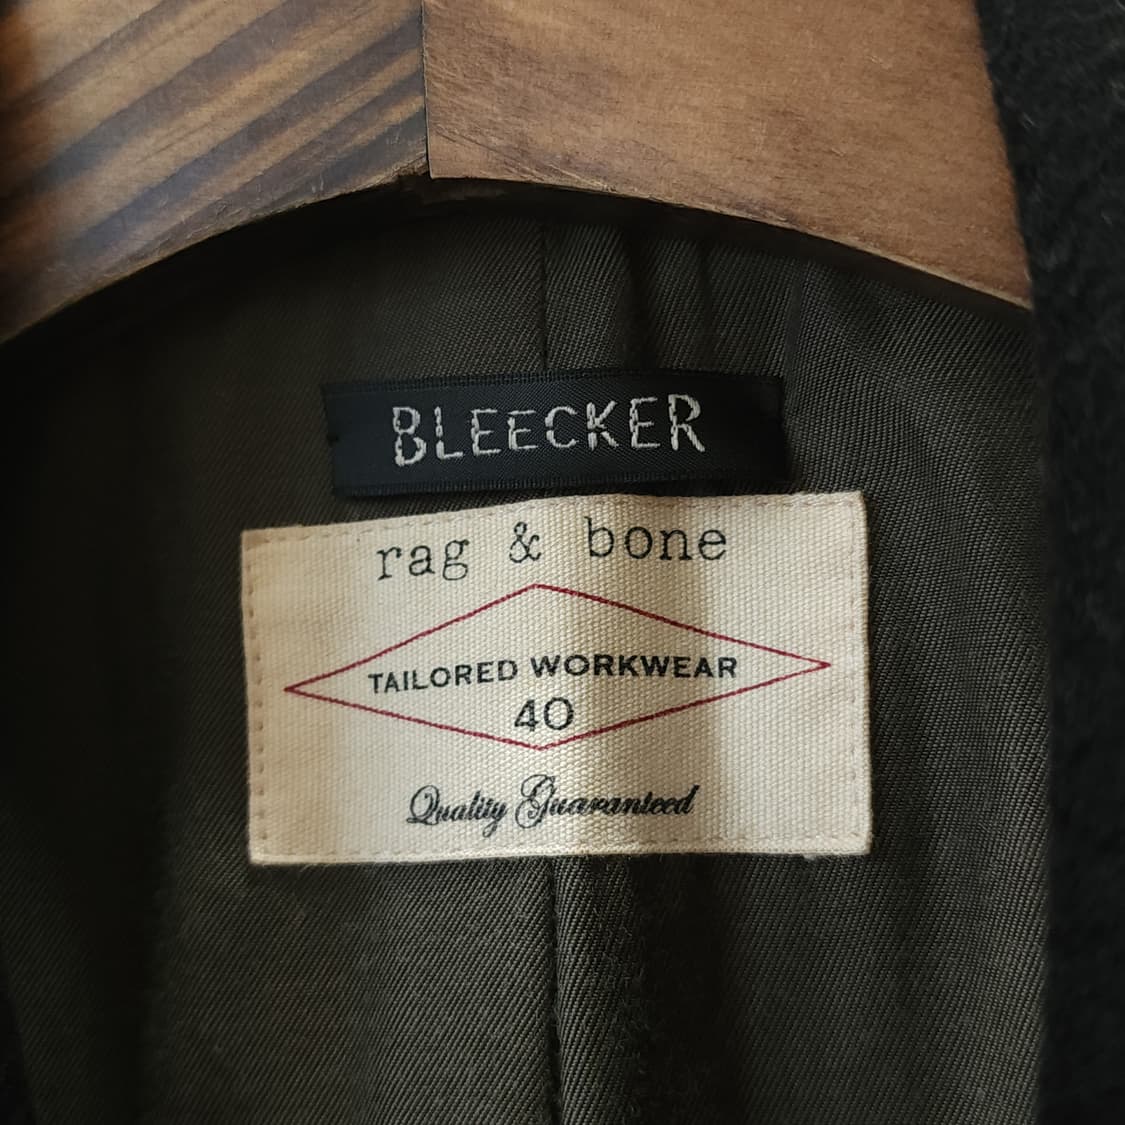 BLEECKER
rag & bone
TAILORED WORKWEAR
40
Quality Guaranteed